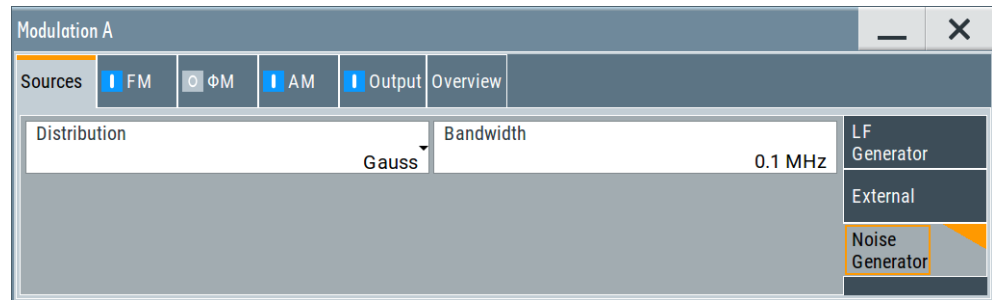 Modulation A
Sources I FM O ΦM I AM I Output Overview
Distribution
Gauss
Bandwidth
0.1 MHz
LF
Generator
External
Noise
Generator